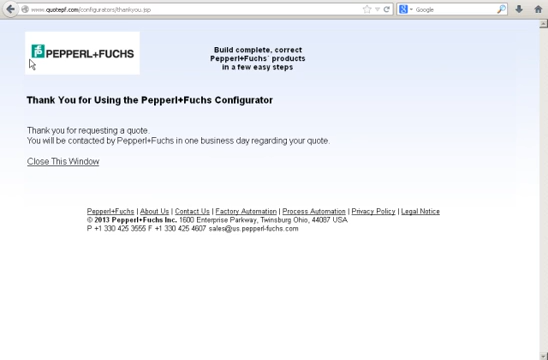 www.quotepf.com/configurators/thankyou.jsp
Google
PEPPERL+FUCHS
Build complete, correct
Pepperl+Fuchs' products
in a few easy steps
Thank You for Using the Pepperl+Fuchs Configurator
Thank you for requesting a quote.
You will be contacted by Pepperl+Fuchs in one business day regarding your quote.
Close This Window
Pepperl+Fuchs | About Us | Contact Us | Factory Automation | Process Automation | Privacy Policy | Legal Notice
© 2013 Pepperl+Fuchs Inc. 1600 Enterprise Parkway, Twinsburg Ohio, 44087 USA
P +1 330 425 3555 F +1 330 425 4607 sales@us.pepperl-fuchs.com